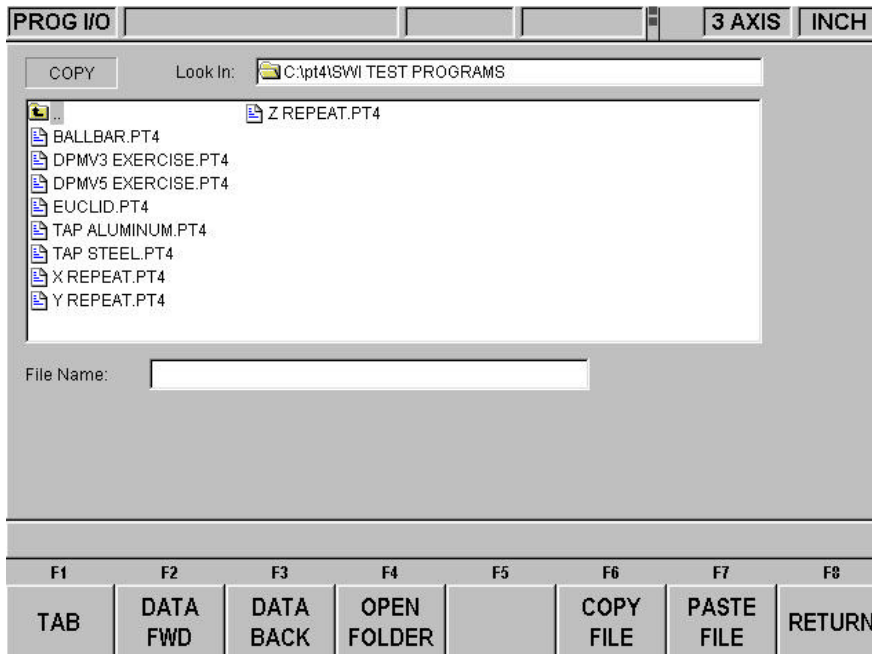 PROG I/O 3 AXIS INCH
COPY Look In: C:\pt4\SWI TEST PROGRAMS
.. Z REPEAT.PT4
BALLBAR.PT4
DPMV3 EXERCISE.PT4
DPMV5 EXERCISE.PT4
EUCLID.PT4
TAP ALUMINUM.PT4
TAP STEEL.PT4
X REPEAT.PT4
Y REPEAT.PT4
File Name:
F1 F2 F3 F4 F5 F6 F7 F8
TAB DATA FWD DATA BACK OPEN FOLDER COPY FILE PASTE FILE RETURN